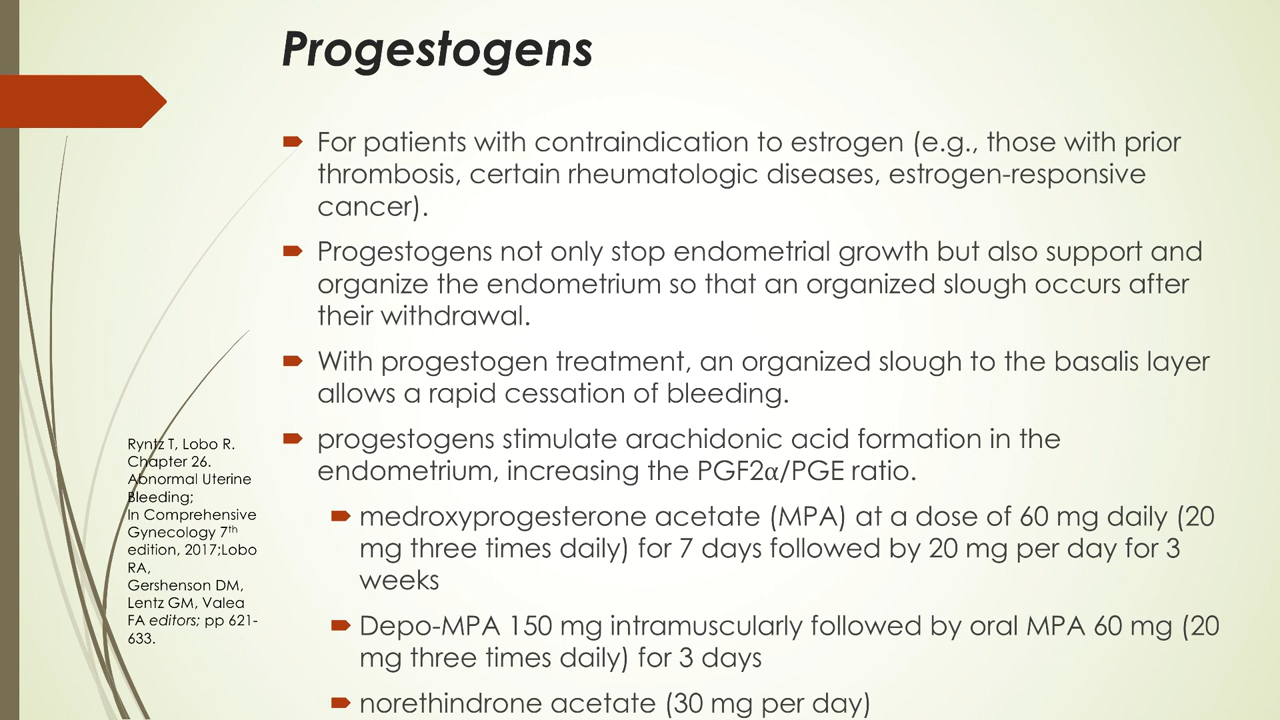 Progestogens
For patients with contraindication to estrogen (e.g., those with prior
thrombosis, certain rheumatologic diseases, estrogen-responsive
cancer).
Progestogens not only stop endometrial growth but also support and
organize the endometrium so that an organized slough occurs after
their withdrawal.
With progestogen treatment, an organized slough to the basalis layer
allows a rapid cessation of bleeding.
progestogens stimulate arachidonic acid formation in the
endometrium, increasing the PGF2α/PGE ratio.
medroxyprogesterone acetate (MPA) at a dose of 60 mg daily (20
mg three times daily) for 7 days followed by 20 mg per day for 3
weeks
Depo-MPA 150 mg intramuscularly followed by oral MPA 60 mg (20
mg three times daily) for 3 days
norethindrone acetate (30 mg per day)
Ryntz T, Lobo R.
Chapter 26.
Abnormal Uterine
Bleeding;
In Comprehensive
Gynecology 7th
edition, 2017;Lobo
RA,
Gershenson DM,
Lentz GM, Valea
FA editors; pp 621-
633.